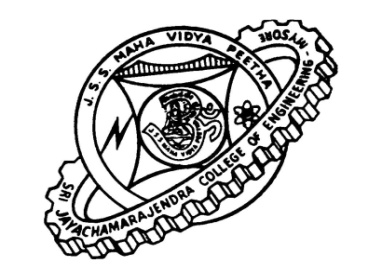 J. S. S. MAHA VIDYA PEETHA
SRI JAYACHAMARAJENDRA COLLEGE OF ENGINEERING - MYSORE